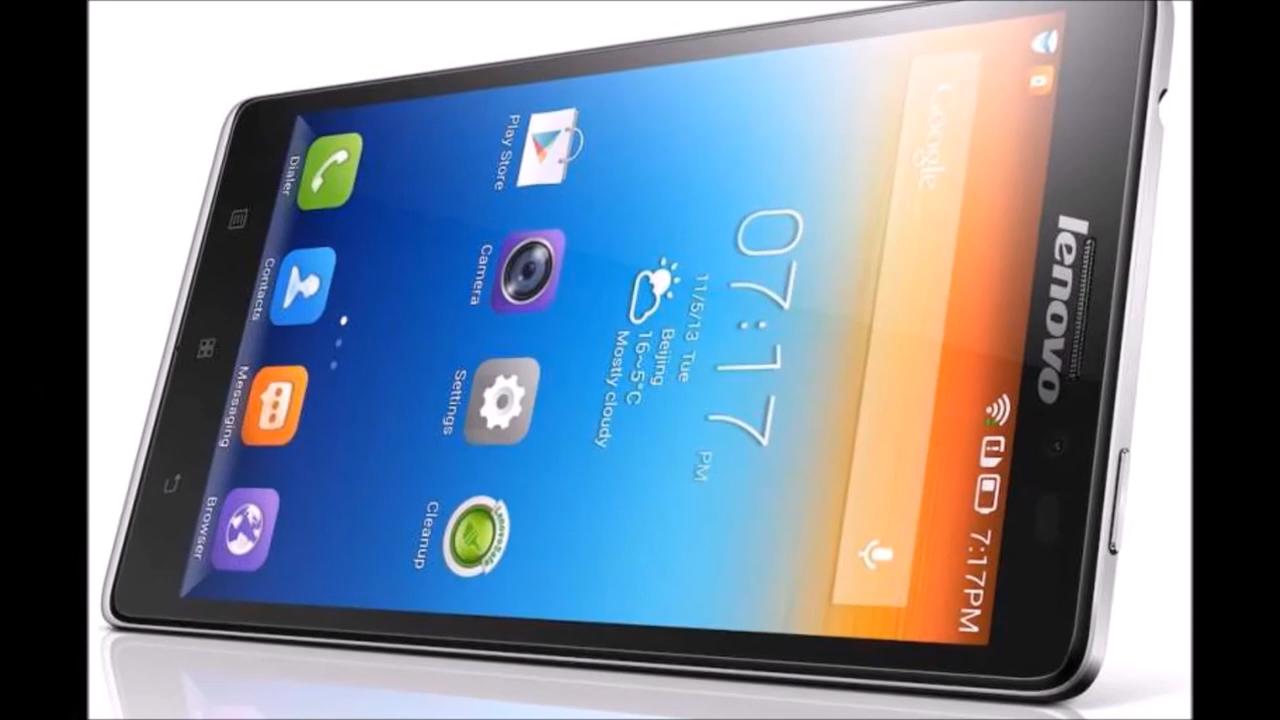 lenovo
7:17PM
Google
07:17 PM
11/5/13 Tue
Beijing
16~5°C
Mostly cloudy
Play Store
Camera
Settings
Cleanup
LenovoSafe
Dialer
Contacts
Messaging
Browser